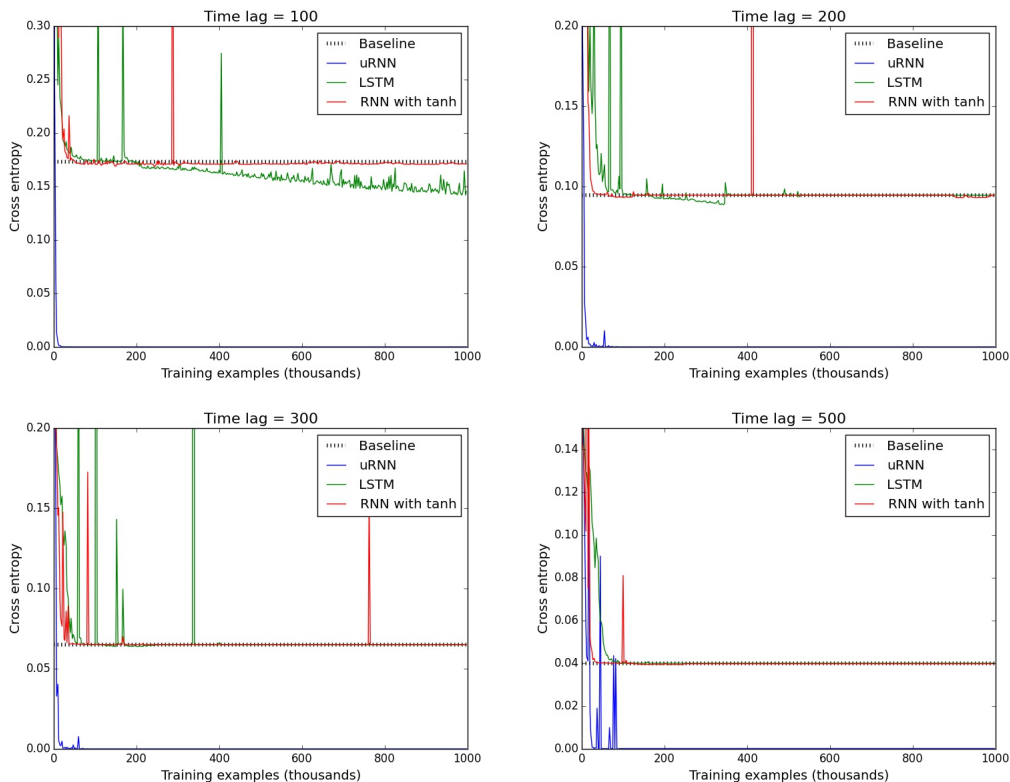 Time lag = 100
0.30
0.25
0.20
0.15
0.10
0.05
0.00
Cross entropy
Baseline
uRNN
LSTM
RNN with tanh
0 200 400 600 800 1000
Training examples (thousands)
Time lag = 200
0.20
0.15
0.10
0.05
0.00
Cross entropy
Baseline
uRNN
LSTM
RNN with tanh
0 200 400 600 800 1000
Training examples (thousands)
Time lag = 300
0.20
0.15
0.10
0.05
0.00
Cross entropy
Baseline
uRNN
LSTM
RNN with tanh
0 200 400 600 800 1000
Training examples (thousands)
Time lag = 500
0.14
0.12
0.10
0.08
0.06
0.04
0.02
0.00
Cross entropy
Baseline
uRNN
LSTM
RNN with tanh
0 200 400 600 800 1000
Training examples (thousands)